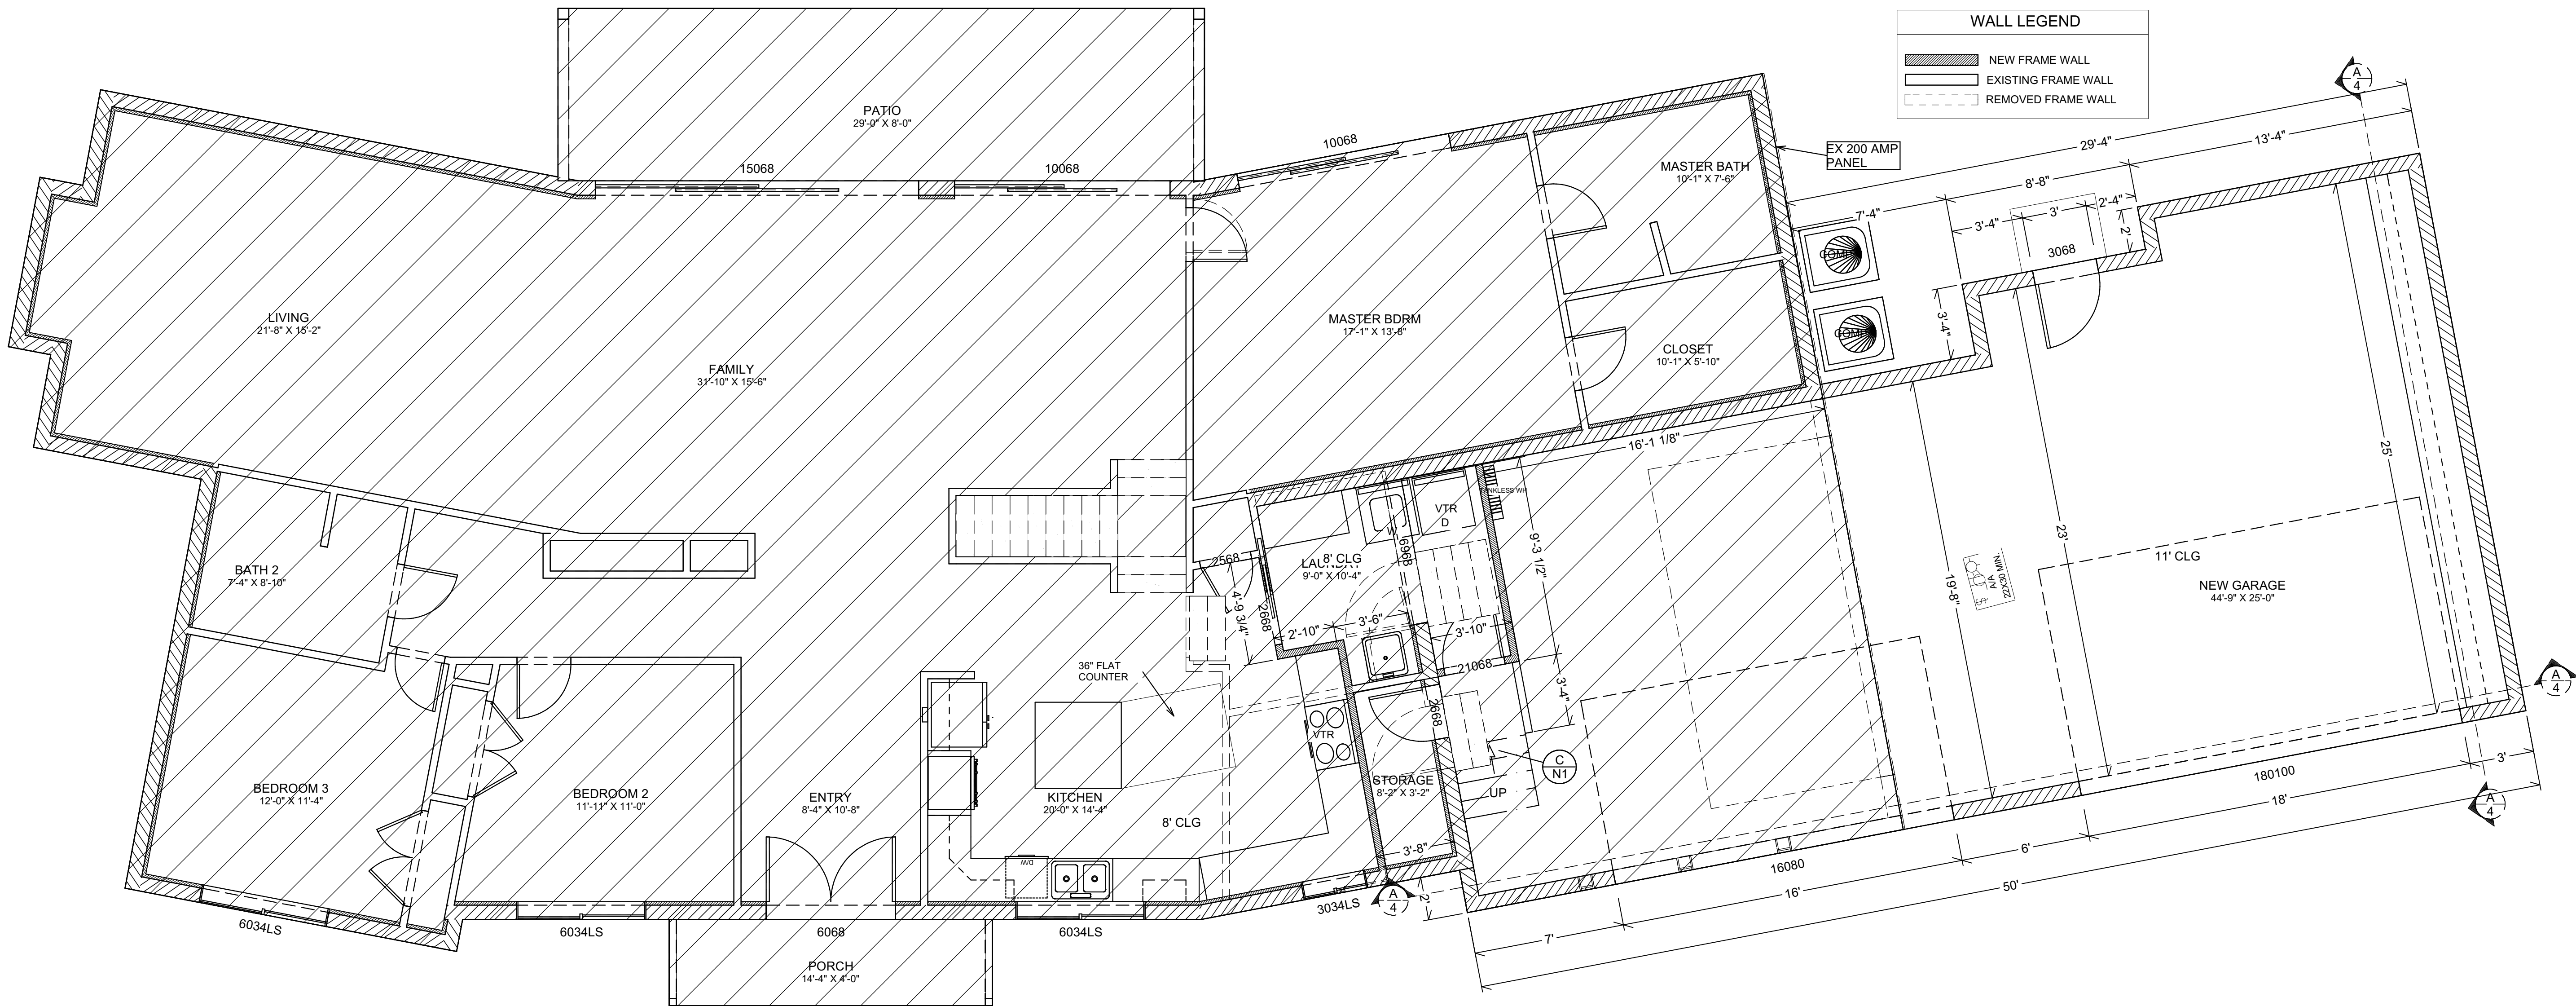 WALL LEGEND
NEW FRAME WALL
EXISTING FRAME WALL
REMOVED FRAME WALL
A
4
29'-4"
13'-4"
8'-8"
7'-4"
3'-4"
3'
2'-4"
2'
3068
3'-4"
EX 200 AMP
PANEL
PATIO
29'-0" X 8'-0"
15068
10068
10068
MASTER BATH
10'-1" X 7'-6"
COMP
COMP
LIVING
21'-8" X 15'-2"
FAMILY
31'-10" X 15'-6"
MASTER BDRM
17'-1" X 13'-8"
CLOSET
10'-1" X 5'-10"
16'-1 1/8"
25'
23'
19'-8"
TANKLESS WH
VTR
D
W
6968
9'-3 1/2"
2568
8' CLG
LAUNDRY
9'-0" X 10'-4"
4'-9 3/4"
2668
2'-10"
3'-6"
3'-10"
21068
3'-4"
A/A
22X30 MIN.
11' CLG
NEW GARAGE
44'-9" X 25'-0"
BATH 2
7'-4" X 8'-10"
36" FLAT
COUNTER
2668
VTR
C
N1
A
4
BEDROOM 3
12'-0" X 11'-4"
BEDROOM 2
11'-11" X 11'-0"
ENTRY
8'-4" X 10'-8"
KITCHEN
20'-0" X 14'-4"
8' CLG
STORAGE
8'-2" X 3'-2"
UP
180100
3'
18'
A
4
D/W
3'-8"
16080
6'
16'
50'
7'
2'
A
4
3034LS
6034LS
6034LS
6068
6034LS
PORCH
14'-4" X 4'-0"